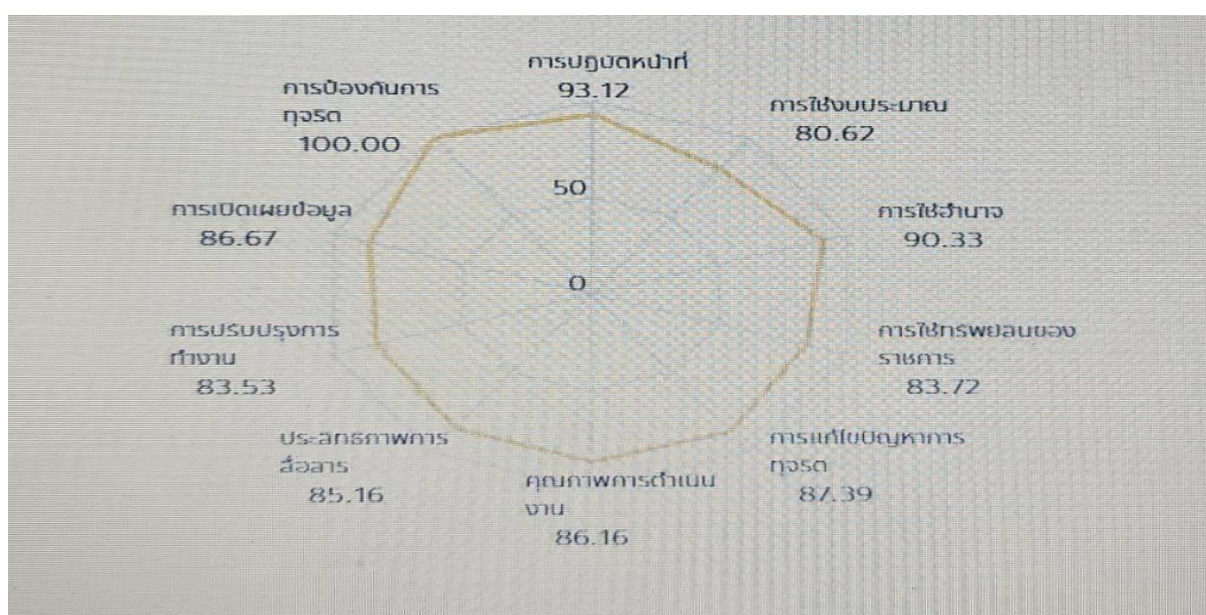 การปฏิบัติหน้าที่
93.12
การป้องกันการ
ทุจริต
100.00
การใช้งบประมาณ
80.62
50
การเปิดเผยข้อมูล
86.67
การใช้อำนาจ
90.33
0
การปรับปรุงการ
ทำงาน
83.53
การใช้ทรัพย์สินของ
ราชการ
83.72
ประสิทธิภาพการ
สื่อสาร
85.16
คุณภาพการดำเนิน
งาน
86.16
การแก้ไขปัญหาการ
ทุจริต
87.39